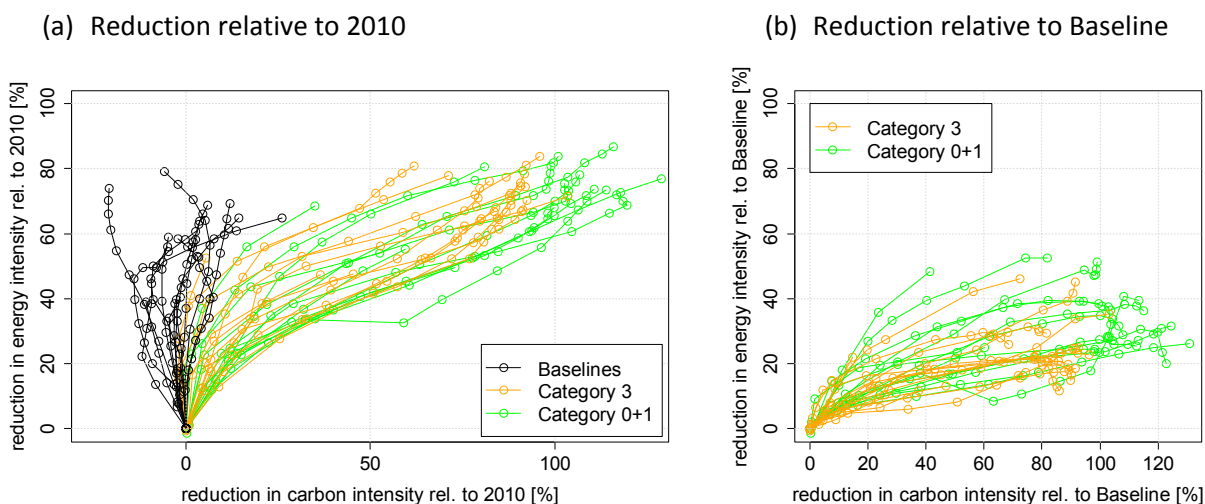 (a) Reduction relative to 2010
reduction in energy intensity rel. to 2010 [%]
100
80
60
40
20
0
0 50 100
reduction in carbon intensity rel. to 2010 [%]
Baselines
Category 3
Category 0+1
(b) Reduction relative to Baseline
reduction in energy intensity rel. to Baseline [%]
100
80
60
40
20
0
0 20 40 60 80 100 120
reduction in carbon intensity rel. to Baseline [%]
Category 3
Category 0+1